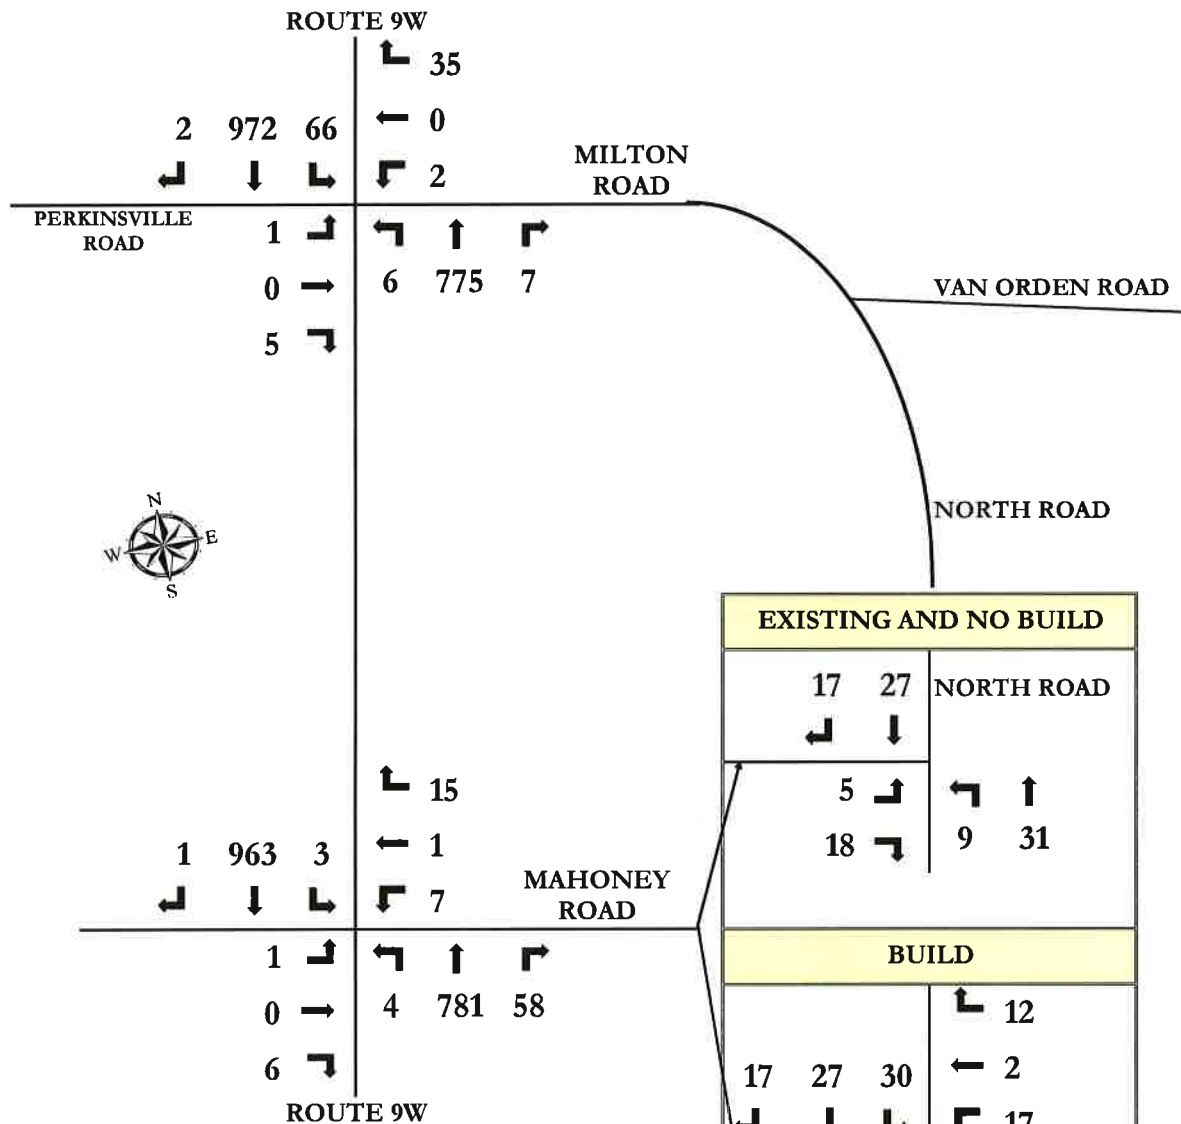 ROUTE 9W
35
0
2 972 66
2
MILTON
ROAD
PERKINSVILLE
ROAD
1
0
5
6 775 7
VAN ORDEN ROAD
N
W E
S
NORTH ROAD
EXISTING AND NO BUILD
17 27
NORTH ROAD
5
18
9 31
15
1
1 963 3
7
MAHONEY
ROAD
1
0
6
4 781 58
BUILD
12
2
17 27 30
17
ROUTE 9W